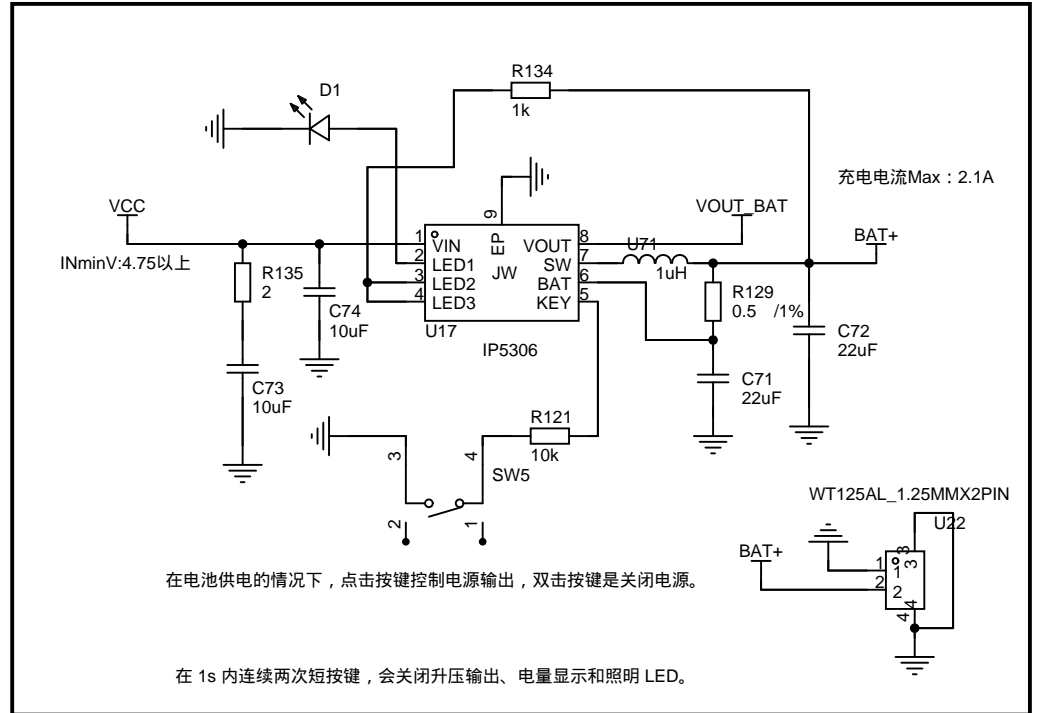 R134
1k
D1
充电电流Max：2.1A
VCC
VOUT_BAT
BAT+
INminV:4.75以上
9
EP
1
VIN
2
LED1
3
LED2
4
LED3
JW
VOUT
8
SW
7
BAT
6
KEY
5
U17
IP5306
U71
1uH
R135
2
C74
10uF
C73
10uF
R129
0.5 /1%
C72
22uF
C71
22uF
R121
10k
3
4
SW5
2
1
WT125AL_1.25MMX2PIN
U22
BAT+
1
1
2
2
3
3
4
4
在电池供电的情况下，点击按键控制电源输出，双击按键是关闭电源。
在 1s 内连续两次短按键，会关闭升压输出、电量显示和照明 LED。